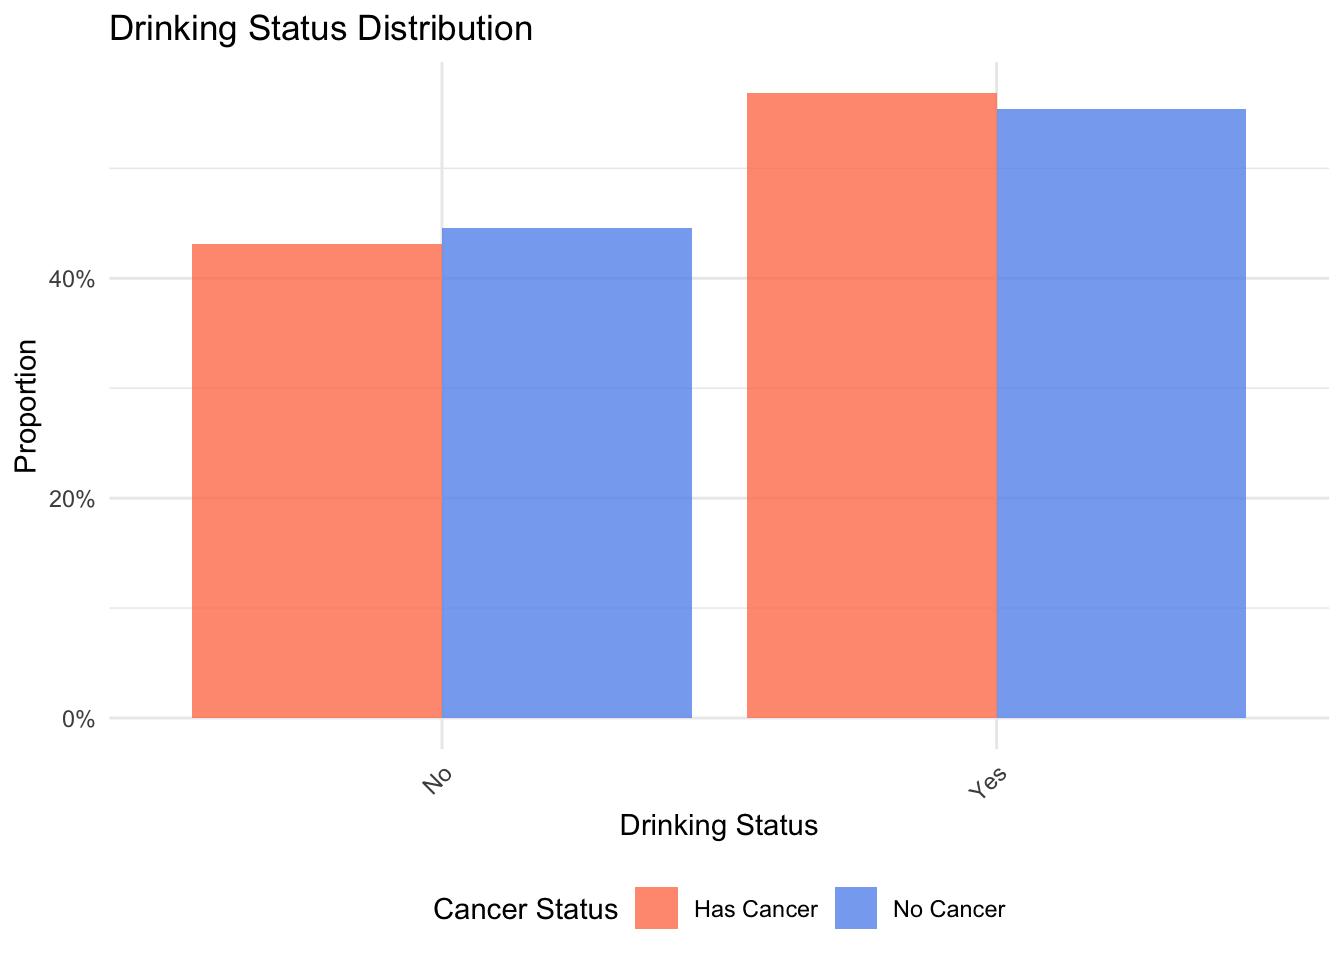 Drinking Status Distribution
Proportion
40%
20%
0%
No
Yes
Drinking Status
Cancer Status
Has Cancer
No Cancer